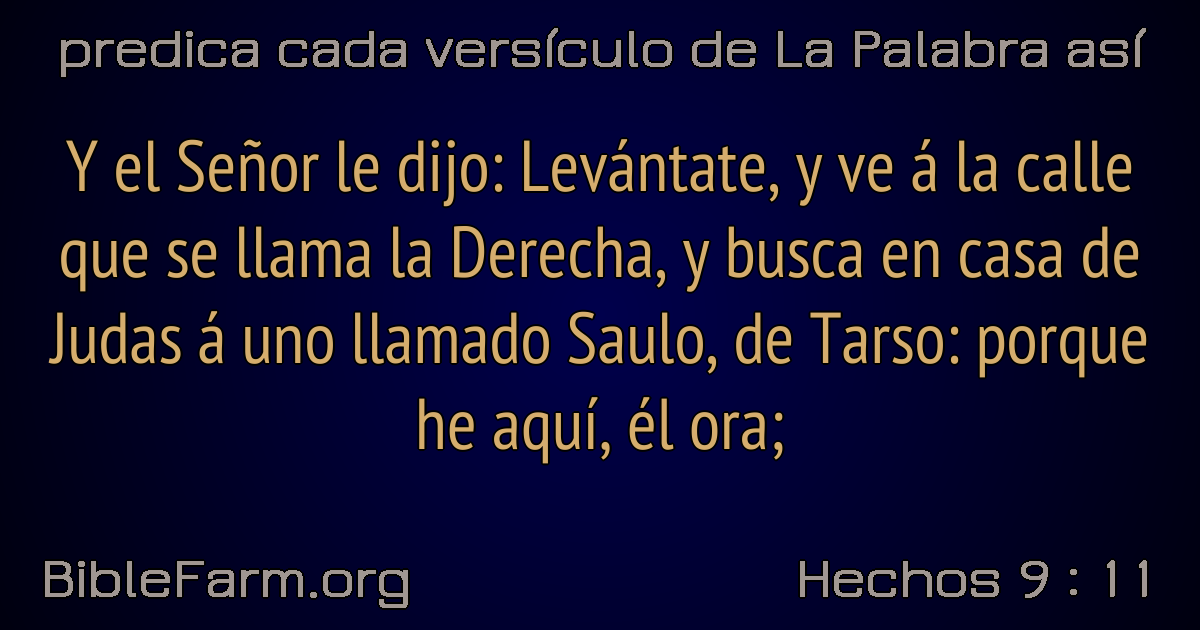 predica cada versículo de La Palabra así
Y el Señor le dijo: Levántate, y ve á la calle
que se llama la Derecha, y busca en casa de
Judas á uno llamado Saulo, de Tarso: porque
he aquí, él ora;
BibleFarm.org
Hechos 9 : 11